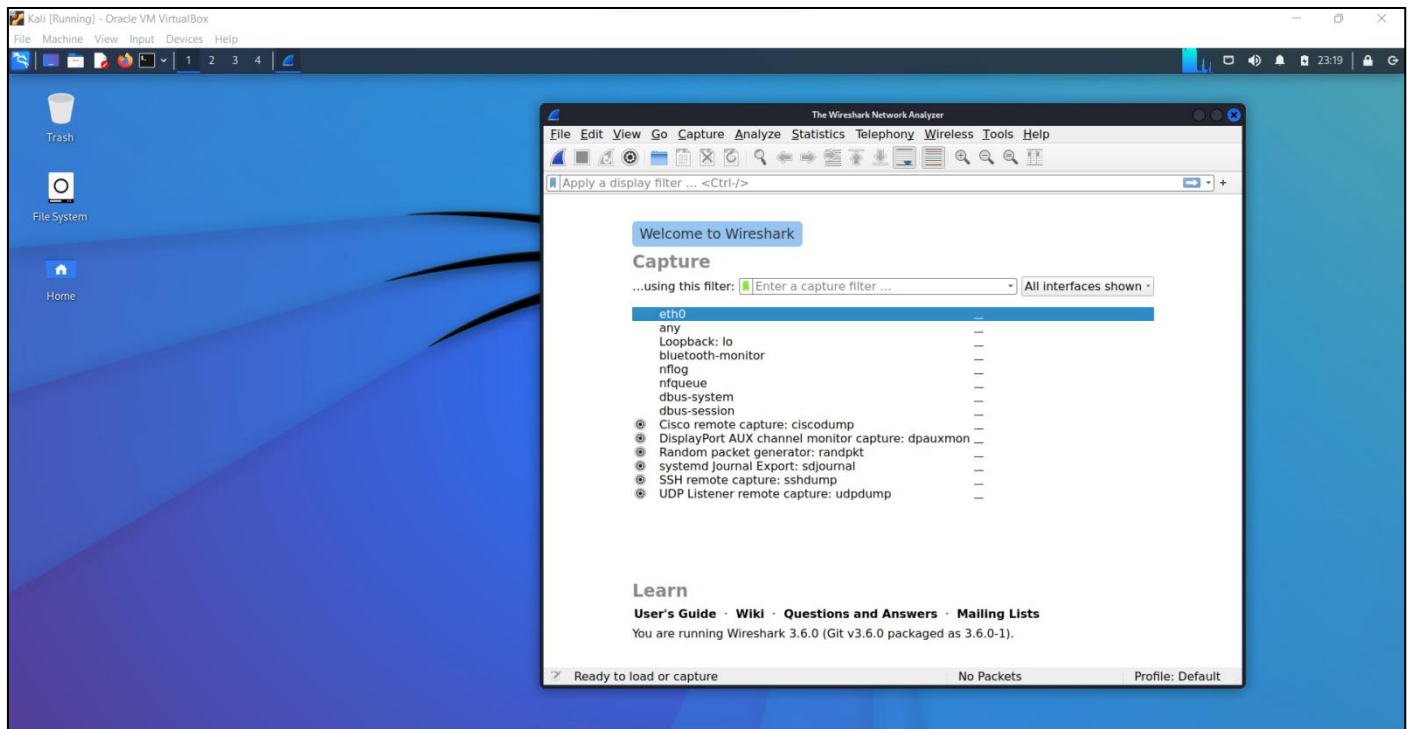 Kali [Running] - Oracle VM VirtualBox
File Machine View Input Devices Help
1 2 3 4
23:19
Trash
File System
Home
The Wireshark Network Analyzer
File Edit View Go Capture Analyze Statistics Telephony Wireless Tools Help
Apply a display filter ... <Ctrl-/>
+
Welcome to Wireshark
Capture
...using this filter: Enter a capture filter ... All interfaces shown
eth0
any
Loopback: lo
bluetooth-monitor
nflog
nfqueue
dbus-system
dbus-session
Cisco remote capture: ciscodump
DisplayPort AUX channel monitor capture: dpauxmon
Random packet generator: randpkt
systemd Journal Export: sdjournal
SSH remote capture: sshdump
UDP Listener remote capture: udpdump
Learn
User's Guide · Wiki · Questions and Answers · Mailing Lists
You are running Wireshark 3.6.0 (Git v3.6.0 packaged as 3.6.0-1).
Ready to load or capture No Packets Profile: Default